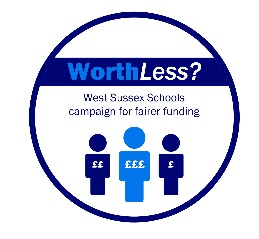 WorthLess?
West Sussex Schools
campaign for fairer funding
££ £££ £